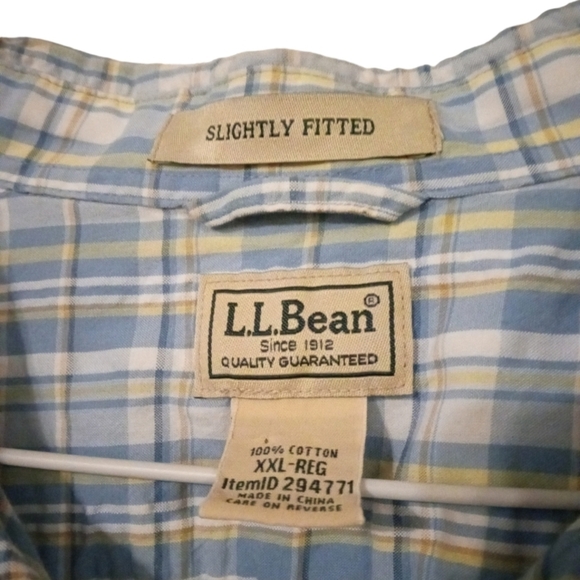 SLIGHTLY FITTED
L.L.Bean®
Since 1912
QUALITY GUARANTEED
100% COTTON
XXL-REG
ItemID 294771
MADE IN CHINA
CARE ON REVERSE